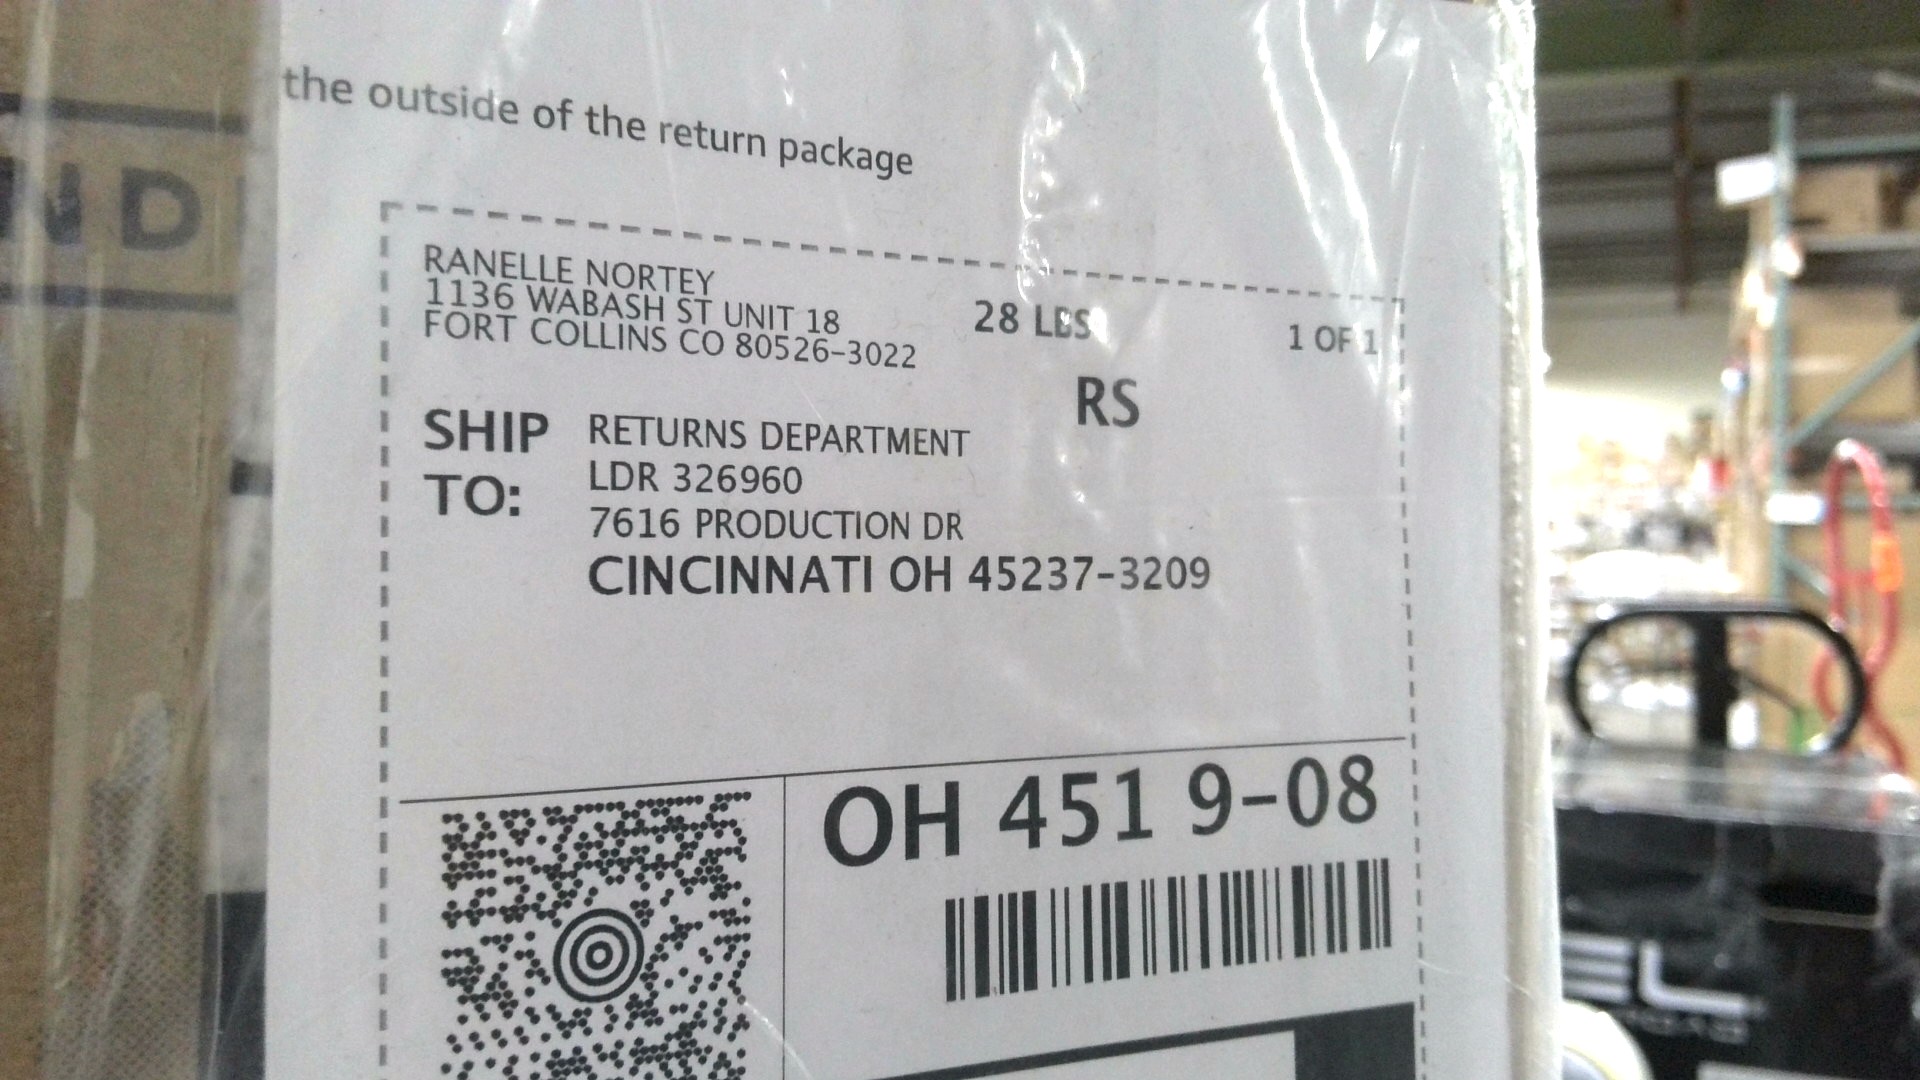 the outside of the return package
ND
RANELLE NORTEY
1136 WABASH ST UNIT 18
FORT COLLINS CO 80526-3022
28 LBS
1 OF 1
RS
SHIP TO:
RETURNS DEPARTMENT
LDR 326960
7616 PRODUCTION DR
CINCINNATI OH 45237-3209
OH 451 9-08
EL